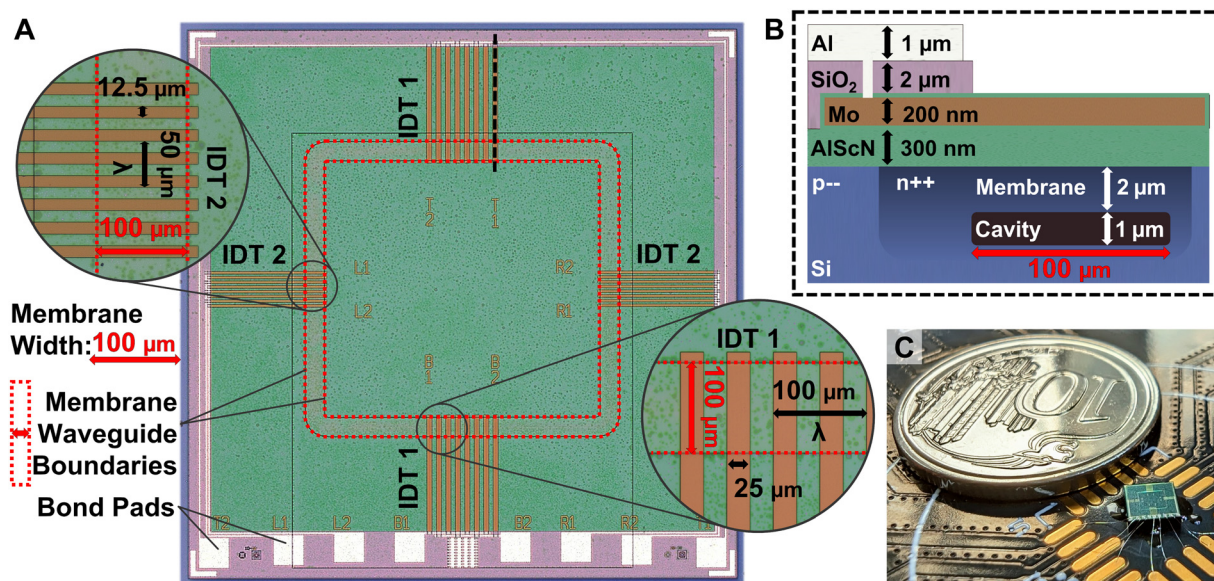 A
12.5 µm
50 µm
λ
IDT 2
100 µm
IDT 1
T2
T1
IDT 2
L1
L2
R2
R1
IDT 2
B1
B2
IDT 1
Membrane
Width: 100 µm
Membrane
Waveguide
Boundaries
Bond Pads
T2 L1 L2 B1 B2 R1 R2 T1
IDT 1
100 µm
100 µm
λ
25 µm
B
Al
1 µm
SiO2
2 µm
Mo
200 nm
AlScN
300 nm
p--
n++
Membrane
2 µm
Cavity
1 µm
Si
100 µm
C
10